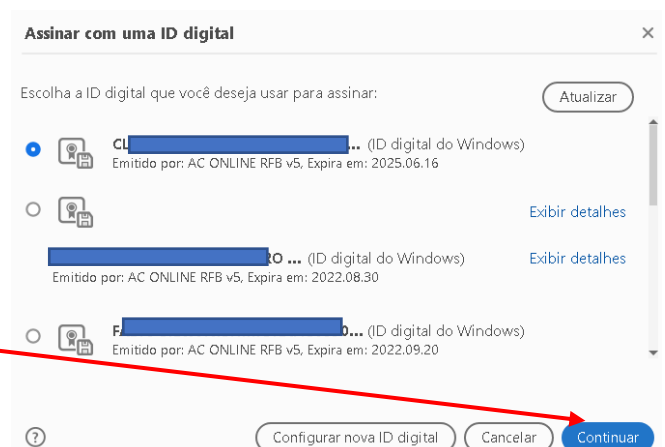 Assinar com uma ID digital
Escolha a ID digital que você deseja usar para assinar:
Atualizar
CL ... (ID digital do Windows)
Emitido por: AC ONLINE RFB v5, Expira em: 2025.06.16
Exibir detalhes
RO ... (ID digital do Windows)
Exibir detalhes
Emitido por: AC ONLINE RFB v5, Expira em: 2022.08.30
... (ID digital do Windows)
Emitido por: AC ONLINE RFB v5, Expira em: 2022.09.20
Configurar nova ID digital
Cancelar
Continuar